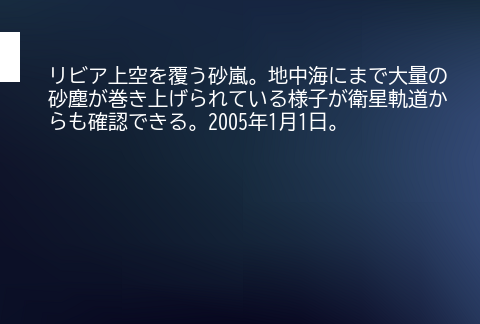 リビア上空を覆う砂嵐。地中海にまで大量の
砂塵が巻き上げられている様子が衛星軌道か
らも確認できる。2005年1月1日。